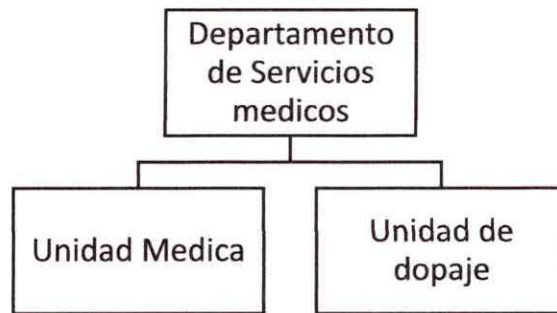 Departamento
de Servicios
medicos
Unidad Medica
Unidad de
dopaje